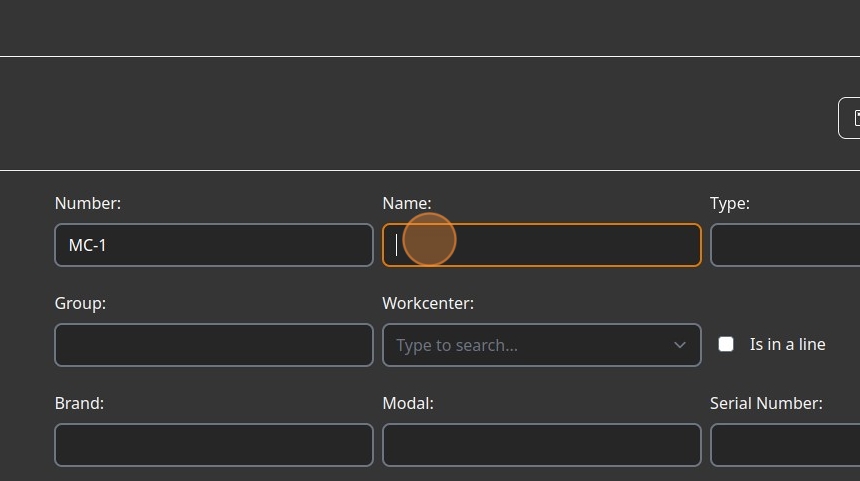 Number:
Name:
Type:
MC-1
Group:
Workcenter:
Type to search...
Is in a line
Brand:
Modal:
Serial Number: